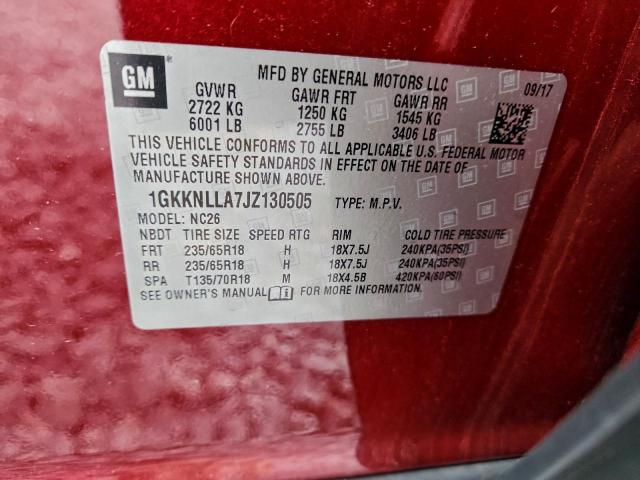 GM
MFD BY GENERAL MOTORS LLC 09/17
GVWR GAWR FRT GAWR RR
2722 KG 1250 KG 1545 KG
6001 LB 2755 LB 3406 LB
THIS VEHICLE CONFORMS TO ALL APPLICABLE U.S. FEDERAL MOTOR
VEHICLE SAFETY STANDARDS IN EFFECT ON THE DATE OF
MANUFACTURE SHOWN ABOVE.
1GKKNLLA7JZ130505 TYPE: M.P.V.
MODEL: NC26
NBDT TIRE SIZE SPEED RTG RIM COLD TIRE PRESSURE
FRT 235/65R18 H 18X7.5J 240KPA(35PSI)
RR 235/65R18 H 18X7.5J 240KPA(35PSI)
SPA T135/70R18 M 18X4.5B 420KPA(60PSI)
SEE OWNER'S MANUAL FOR MORE INFORMATION.